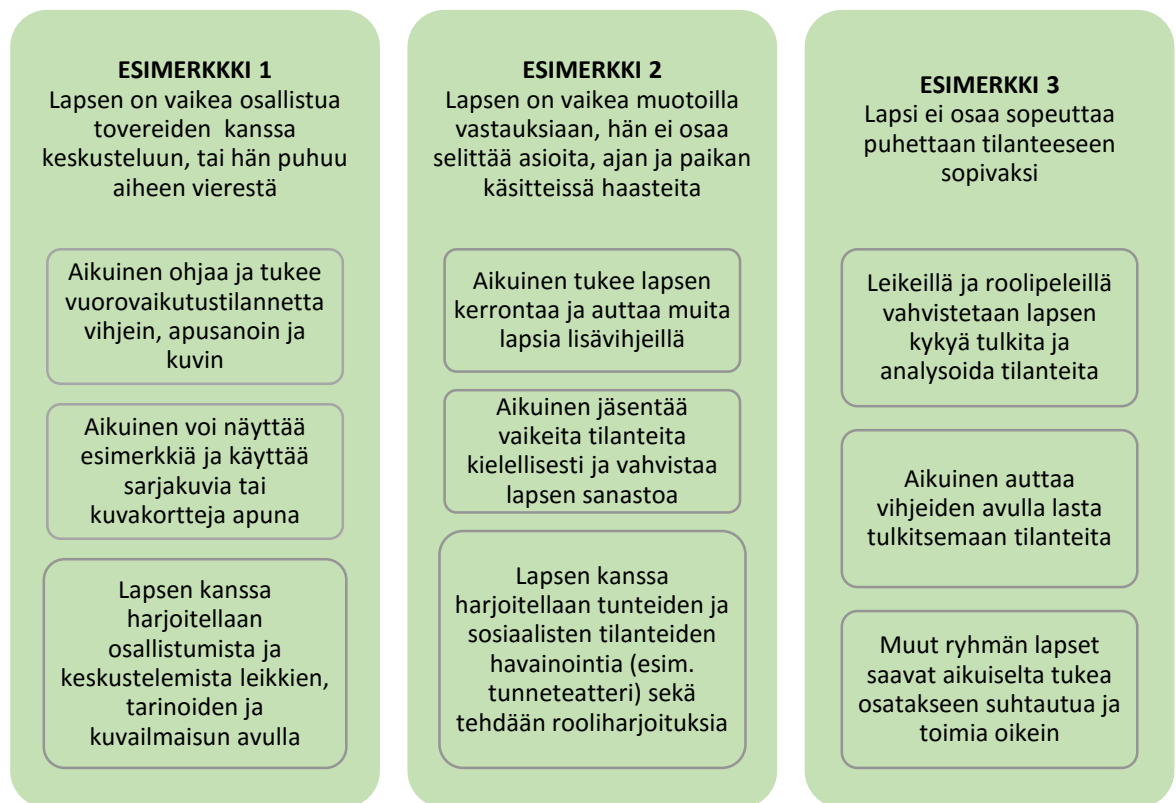 ESIMERKKKI 1
Lapsen on vaikea osallistua
tovereiden kanssa
keskusteluun, tai hän puhuu
aiheen vierestä
Aikuinen ohjaa ja tukee
vuorovaikutustilannetta
vihjein, apusanoin ja
kuvin
Aikuinen voi näyttää
esimerkkiä ja käyttää
sarjakuvia tai
kuvakortteja apuna
Lapsen kanssa
harjoitellaan
osallistumista ja
keskustelemista leikkien,
tarinoiden ja
kuvailmaisun avulla
ESIMERKKI 2
Lapsen on vaikea muotoilla
vastauksiaan, hän ei osaa
selittää asioita, ajan ja paikan
käsitteissä haasteita
Aikuinen tukee lapsen
kerrontaa ja auttaa muita
lapsia lisävihjeillä
Aikuinen jäsentää
vaikeita tilanteita
kielellisesti ja vahvistaa
lapsen sanastoa
Lapsen kanssa
harjoitellaan tunteiden ja
sosiaalisten tilanteiden
havainointia (esim.
tunneteatteri) sekä
tehdään rooliharjoituksia
ESIMERKKI 3
Lapsi ei osaa sopeuttaa
puhettaan tilanteeseen
sopivaksi
Leikeillä ja roolipeleillä
vahvistetaan lapsen
kykyä tulkita ja
analysoida tilanteita
Aikuinen auttaa
vihjeiden avulla lasta
tulkitsemaan tilanteita
Muut ryhmän lapset
saavat aikuiselta tukea
osatakseen suhtautua ja
toimia oikein